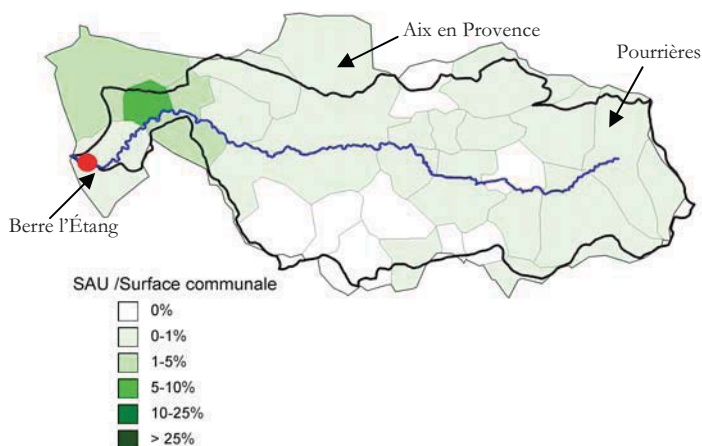 Aix en Provence
Pourrières
Berre l'Étang
SAU /Surface communale
0%
0-1%
1-5%
5-10%
10-25%
> 25%